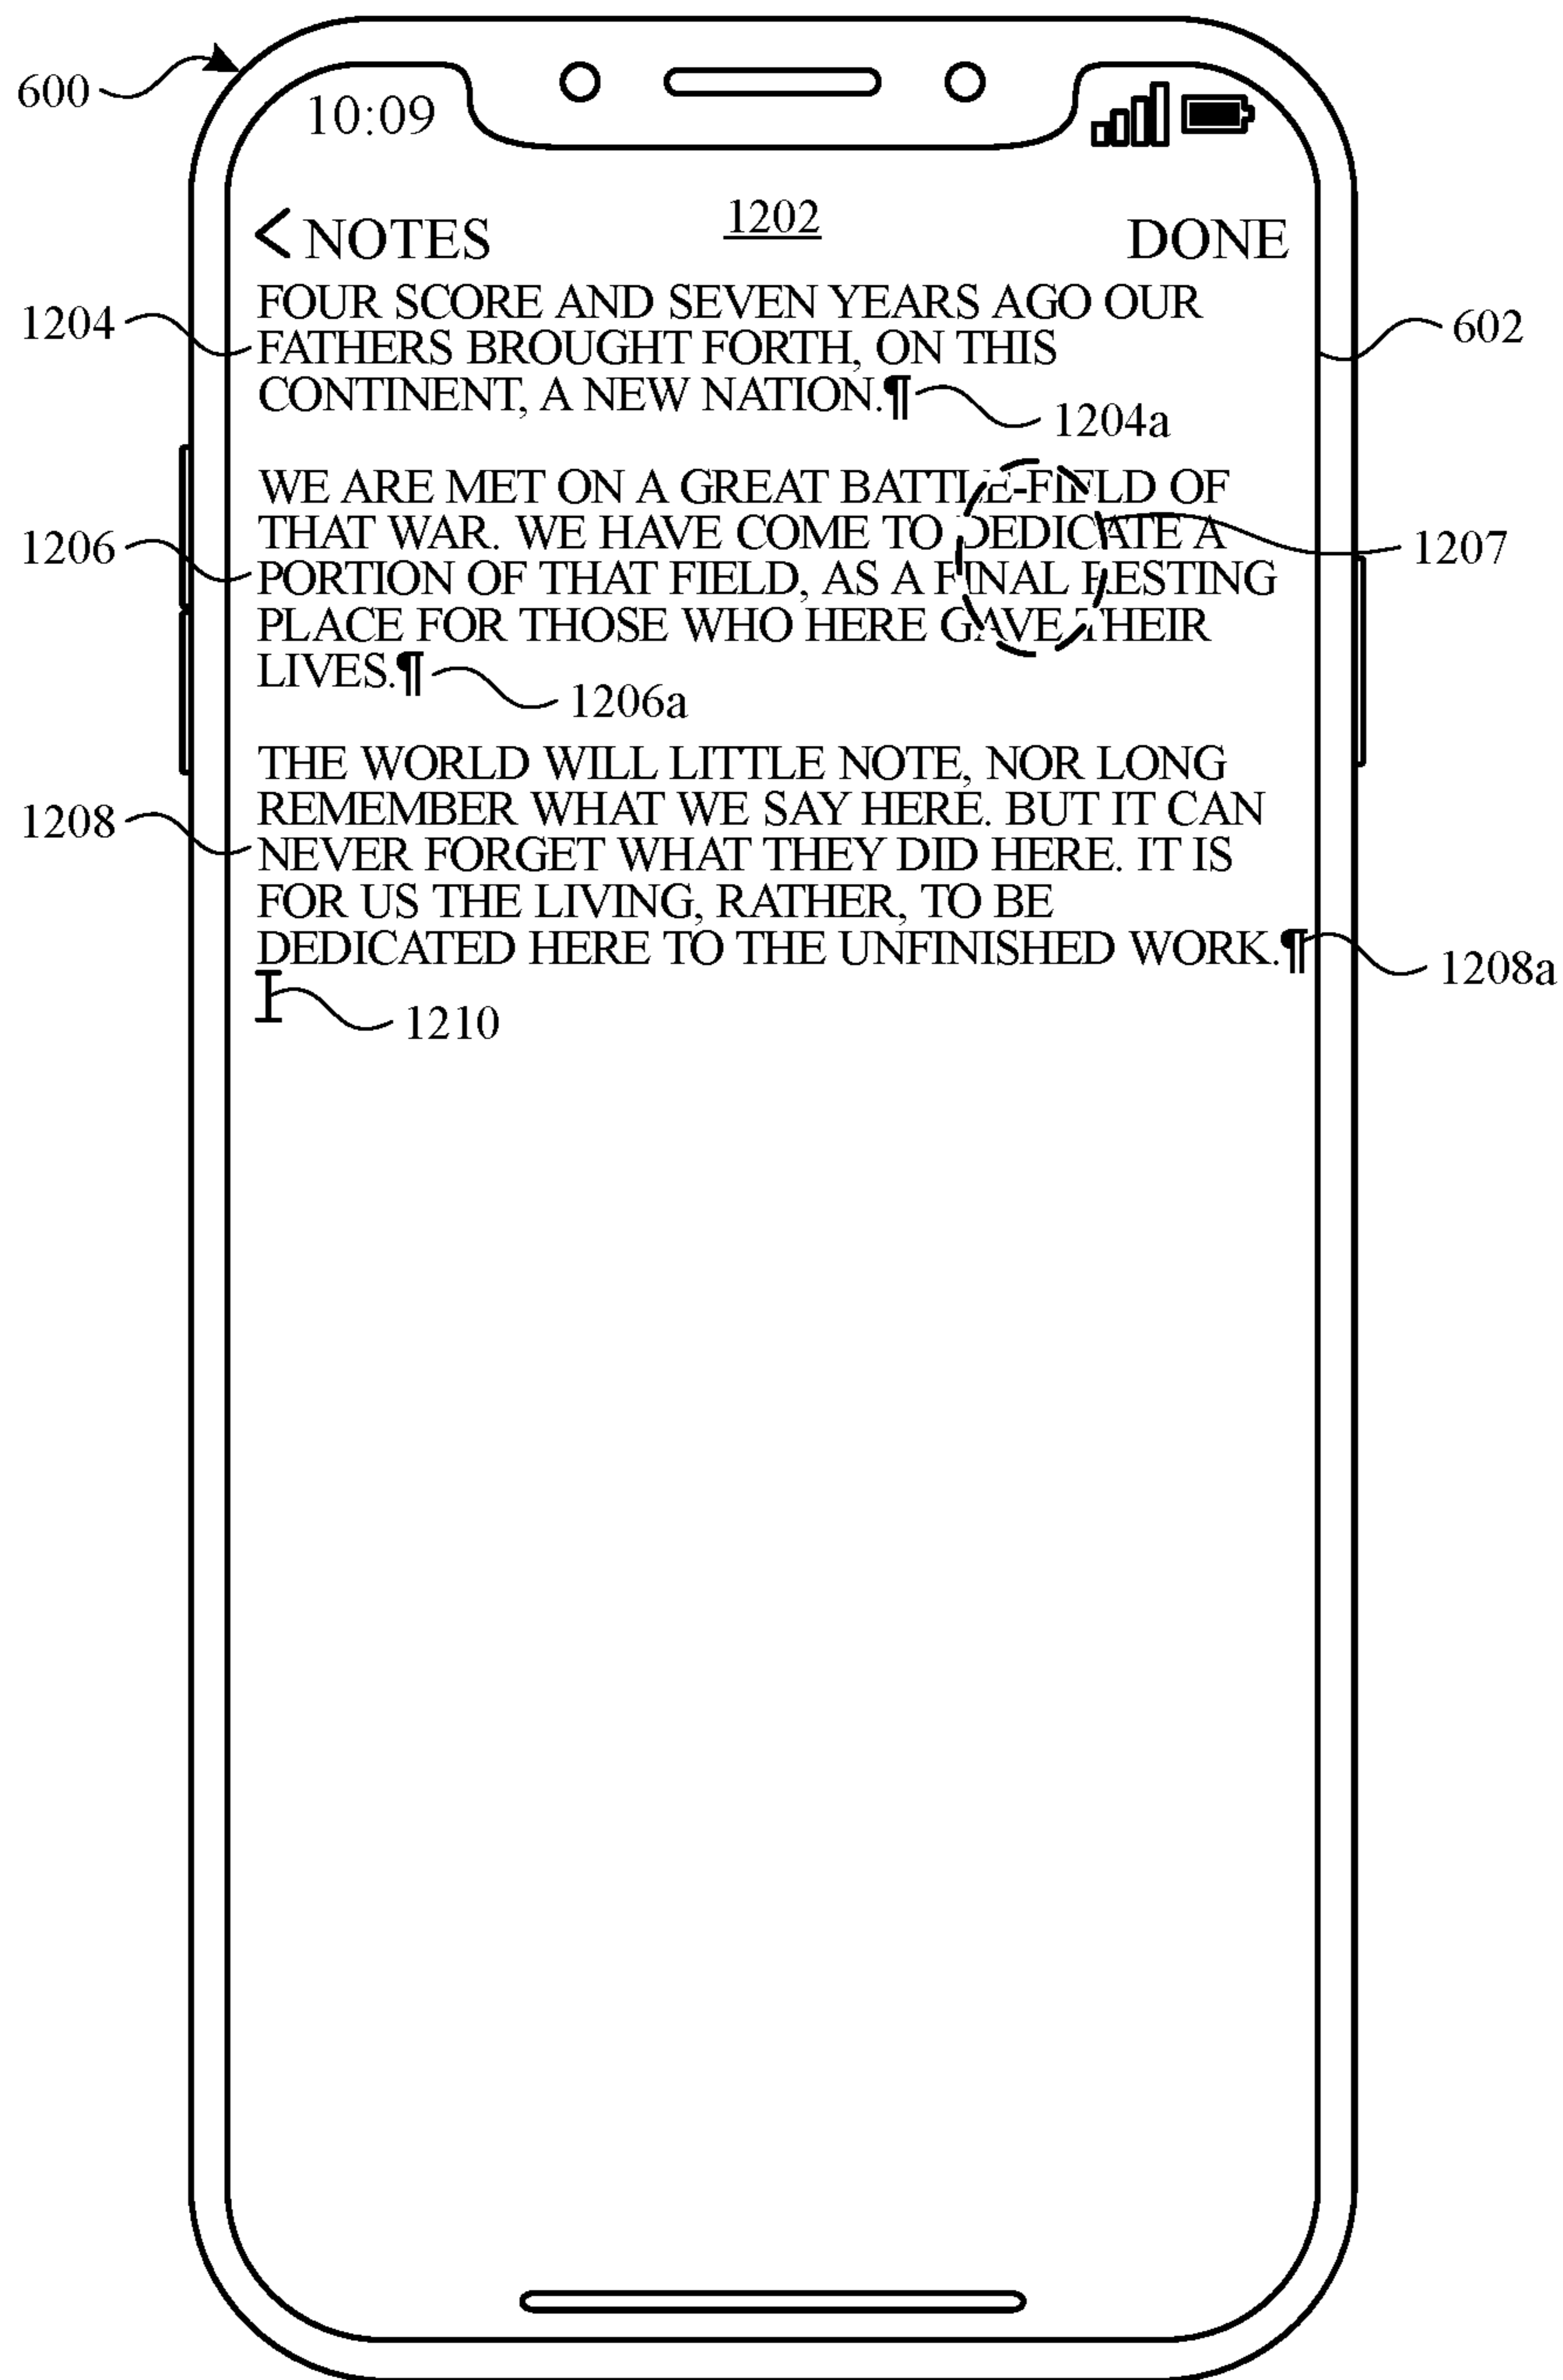 600
10:09
< NOTES
1202
DONE
1204
FOUR SCORE AND SEVEN YEARS AGO OUR
FATHERS BROUGHT FORTH, ON THIS
CONTINENT, A NEW NATION.¶
602
1204a
WE ARE MET ON A GREAT BATTLE-FIELD OF
THAT WAR. WE HAVE COME TO DEDICATE A
PORTION OF THAT FIELD, AS A FINAL RESTING
PLACE FOR THOSE WHO HERE GAVE THEIR
LIVES.¶
1206
1207
1206a
THE WORLD WILL LITTLE NOTE, NOR LONG
REMEMBER WHAT WE SAY HERE. BUT IT CAN
NEVER FORGET WHAT THEY DID HERE. IT IS
FOR US THE LIVING, RATHER, TO BE
DEDICATED HERE TO THE UNFINISHED WORK.¶
1208
1208a
1210